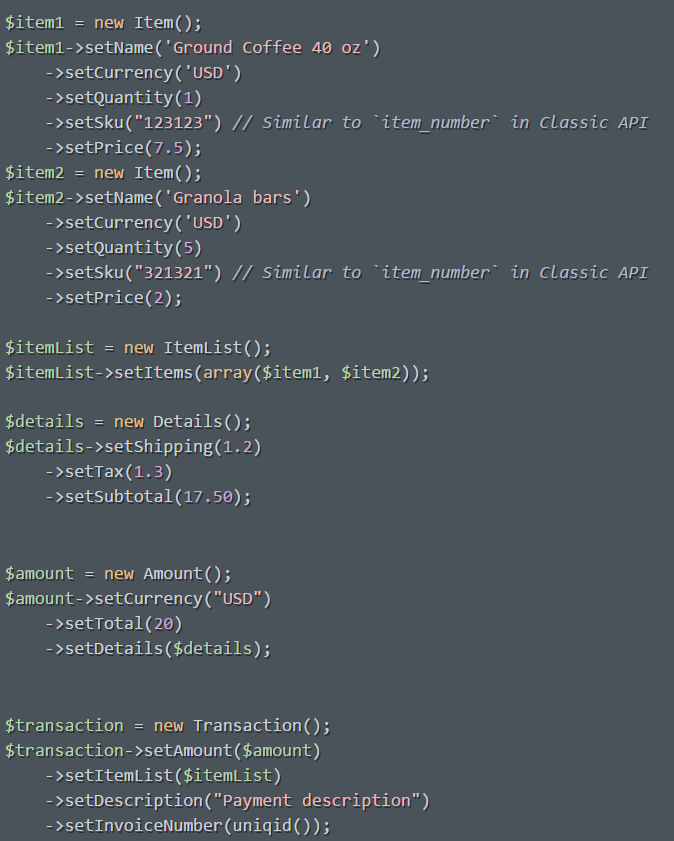 $item1 = new Item();
$item1->setName('Ground Coffee 40 oz')
    ->setCurrency('USD')
    ->setQuantity(1)
    ->setSku("123123") // Similar to `item_number` in Classic API
    ->setPrice(7.5);
$item2 = new Item();
$item2->setName('Granola bars')
    ->setCurrency('USD')
    ->setQuantity(5)
    ->setSku("321321") // Similar to `item_number` in Classic API
    ->setPrice(2);
$itemList = new ItemList();
$itemList->setItems(array($item1, $item2));
$details = new Details();
$details->setShipping(1.2)
    ->setTax(1.3)
    ->setSubtotal(17.50);
$amount = new Amount();
$amount->setCurrency("USD")
    ->setTotal(20)
    ->setDetails($details);
$transaction = new Transaction();
$transaction->setAmount($amount)
    ->setItemList($itemList)
    ->setDescription("Payment description")
    ->setInvoiceNumber(uniqid());